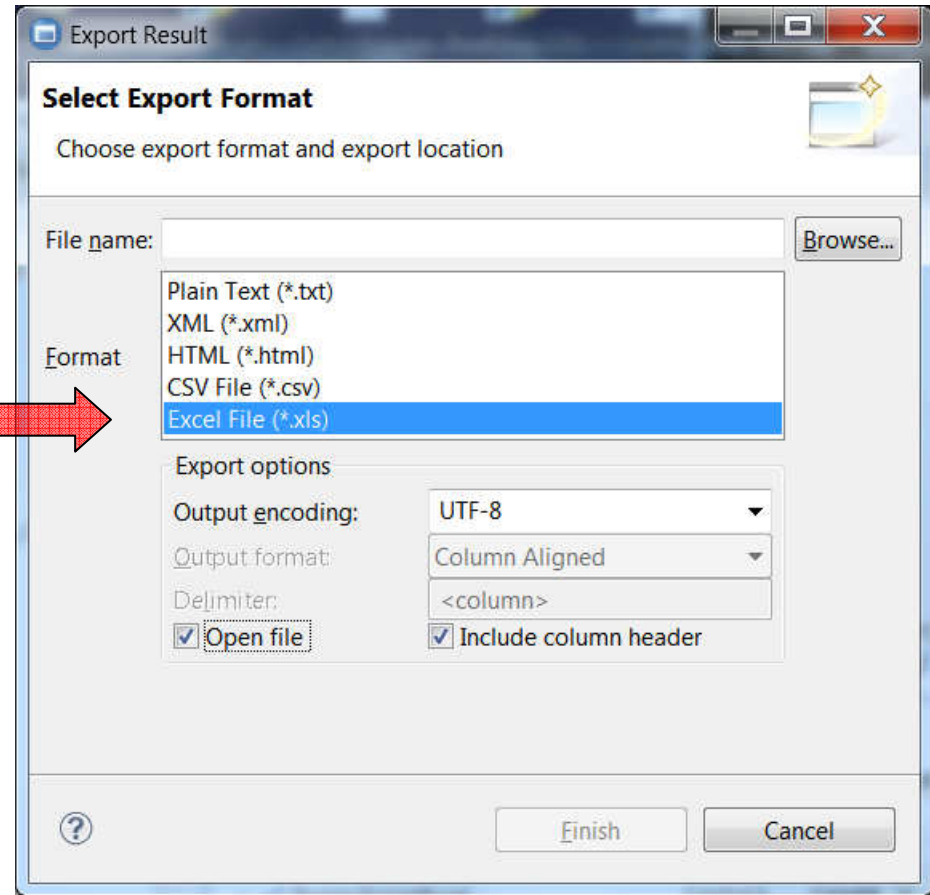 Export Result
Select Export Format
Choose export format and export location
File name:
Browse...
Format
Plain Text (*.txt)
XML (*.xml)
HTML (*.html)
CSV File (*.csv)
Excel File (*.xls)
Export options
Output encoding: UTF-8
Output format: Column Aligned
Delimiter: <column>
Open file Include column header
? Finish Cancel